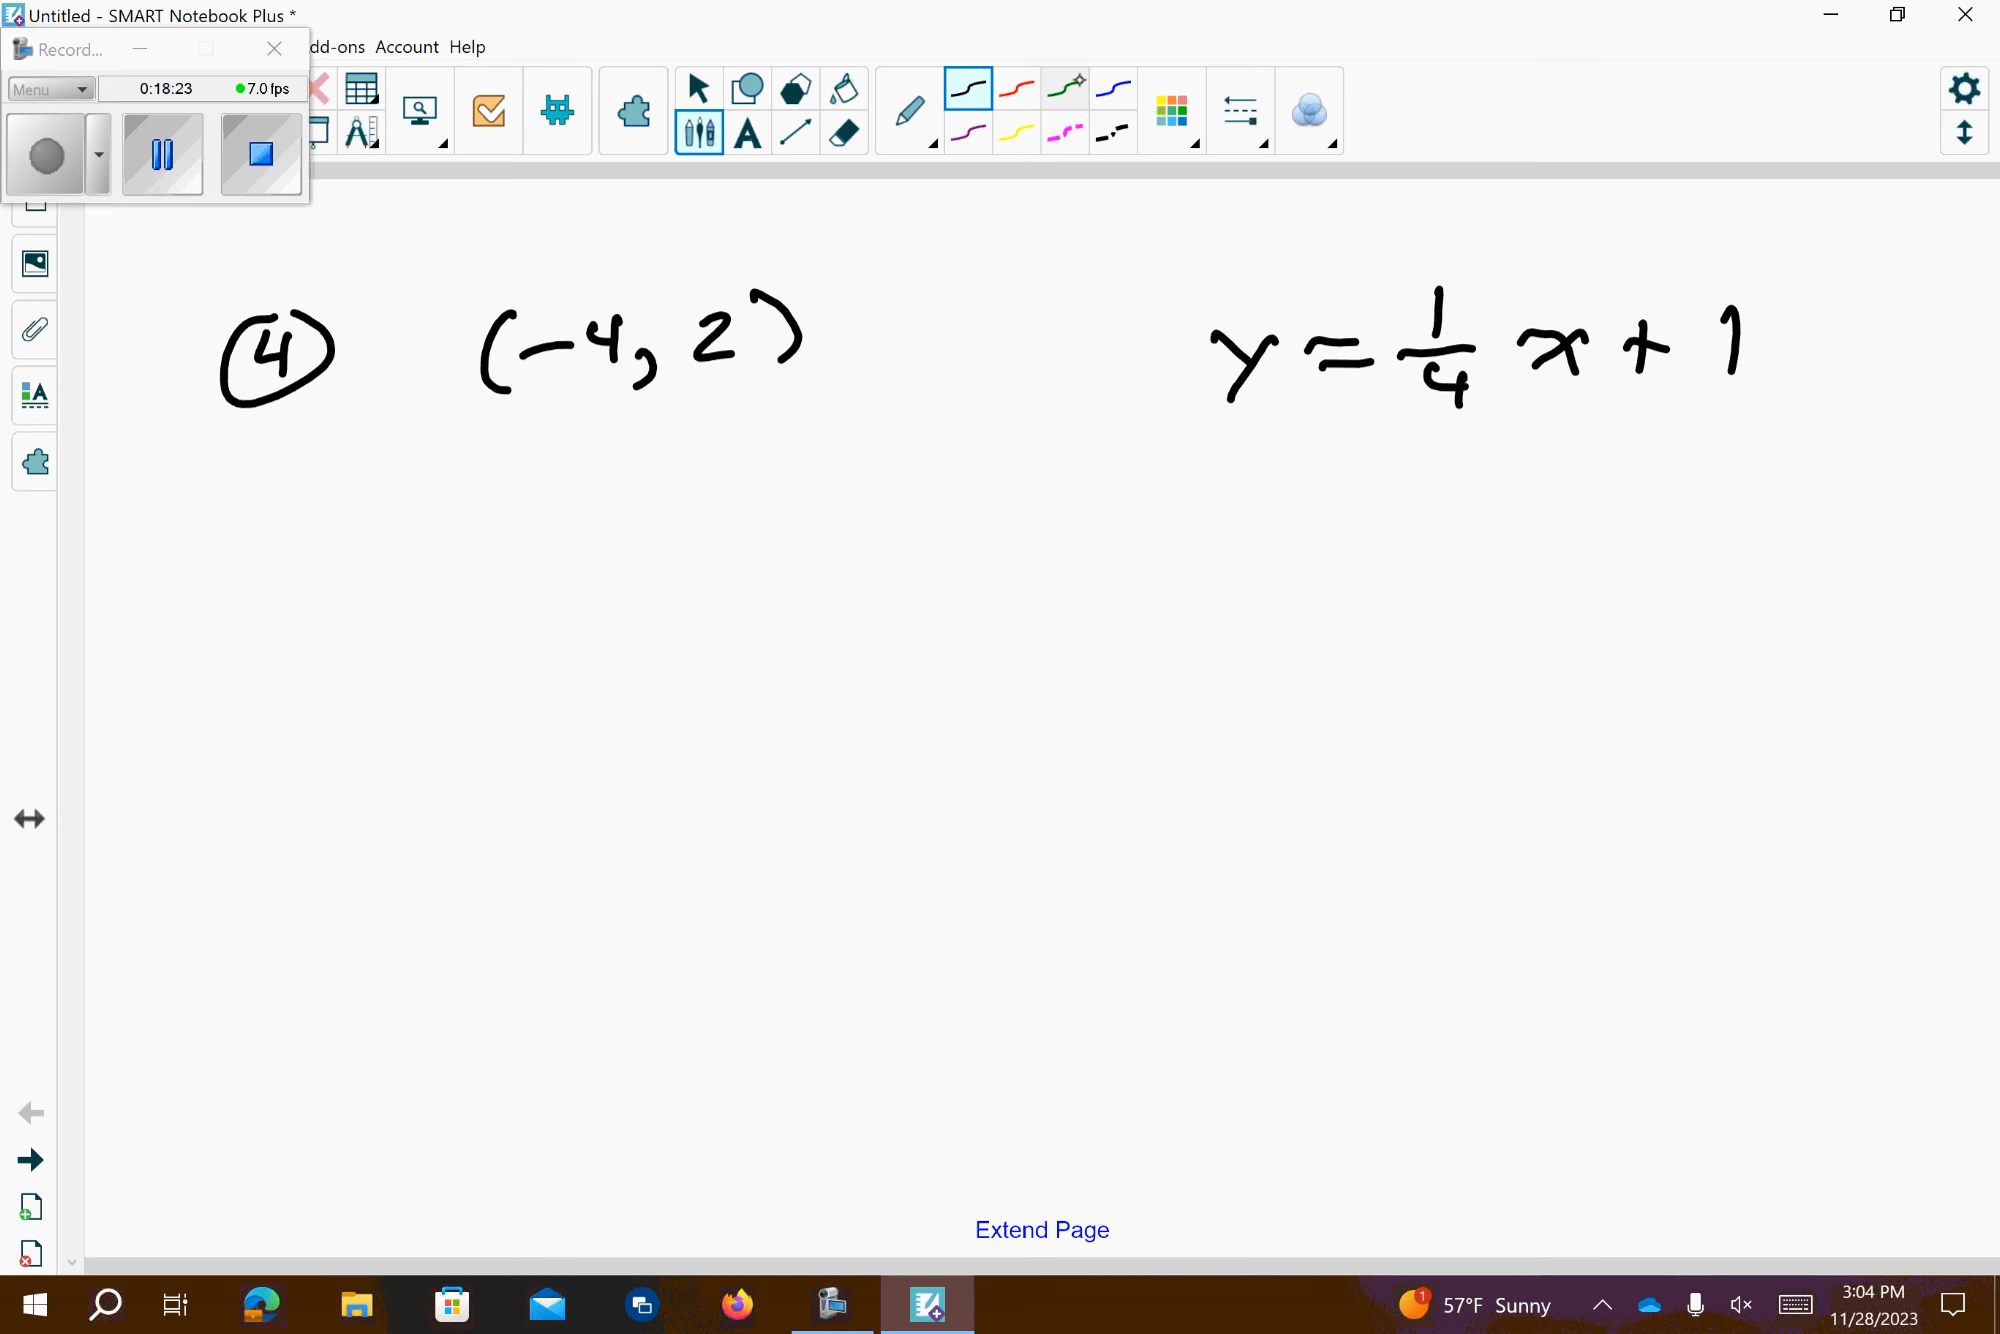 Untitled - SMART Notebook Plus *
Record...
dd-ons Account Help
Menu 0:18:23 7.0 fps
④ (-4, 2) y = 1/4 x + 1
Extend Page
1 57°F Sunny 3:04 PM
11/28/2023